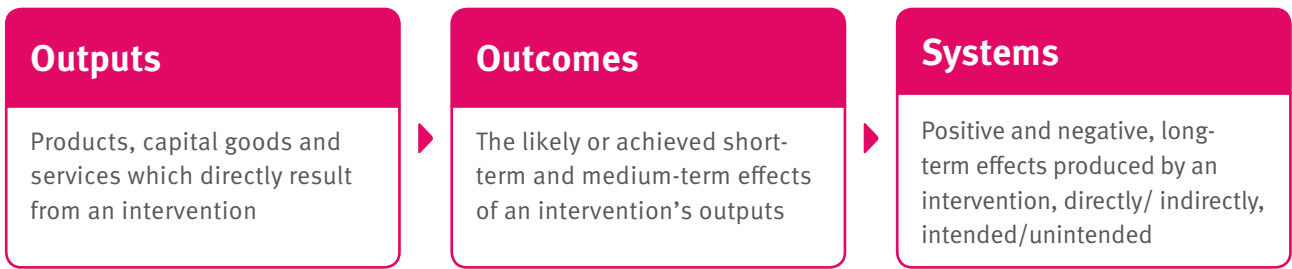 Outputs
Products, capital goods and
services which directly result
from an intervention
Outcomes
The likely or achieved short-
term and medium-term effects
of an intervention’s outputs
Systems
Positive and negative, long-
term effects produced by an
intervention, directly/ indirectly,
intended/unintended